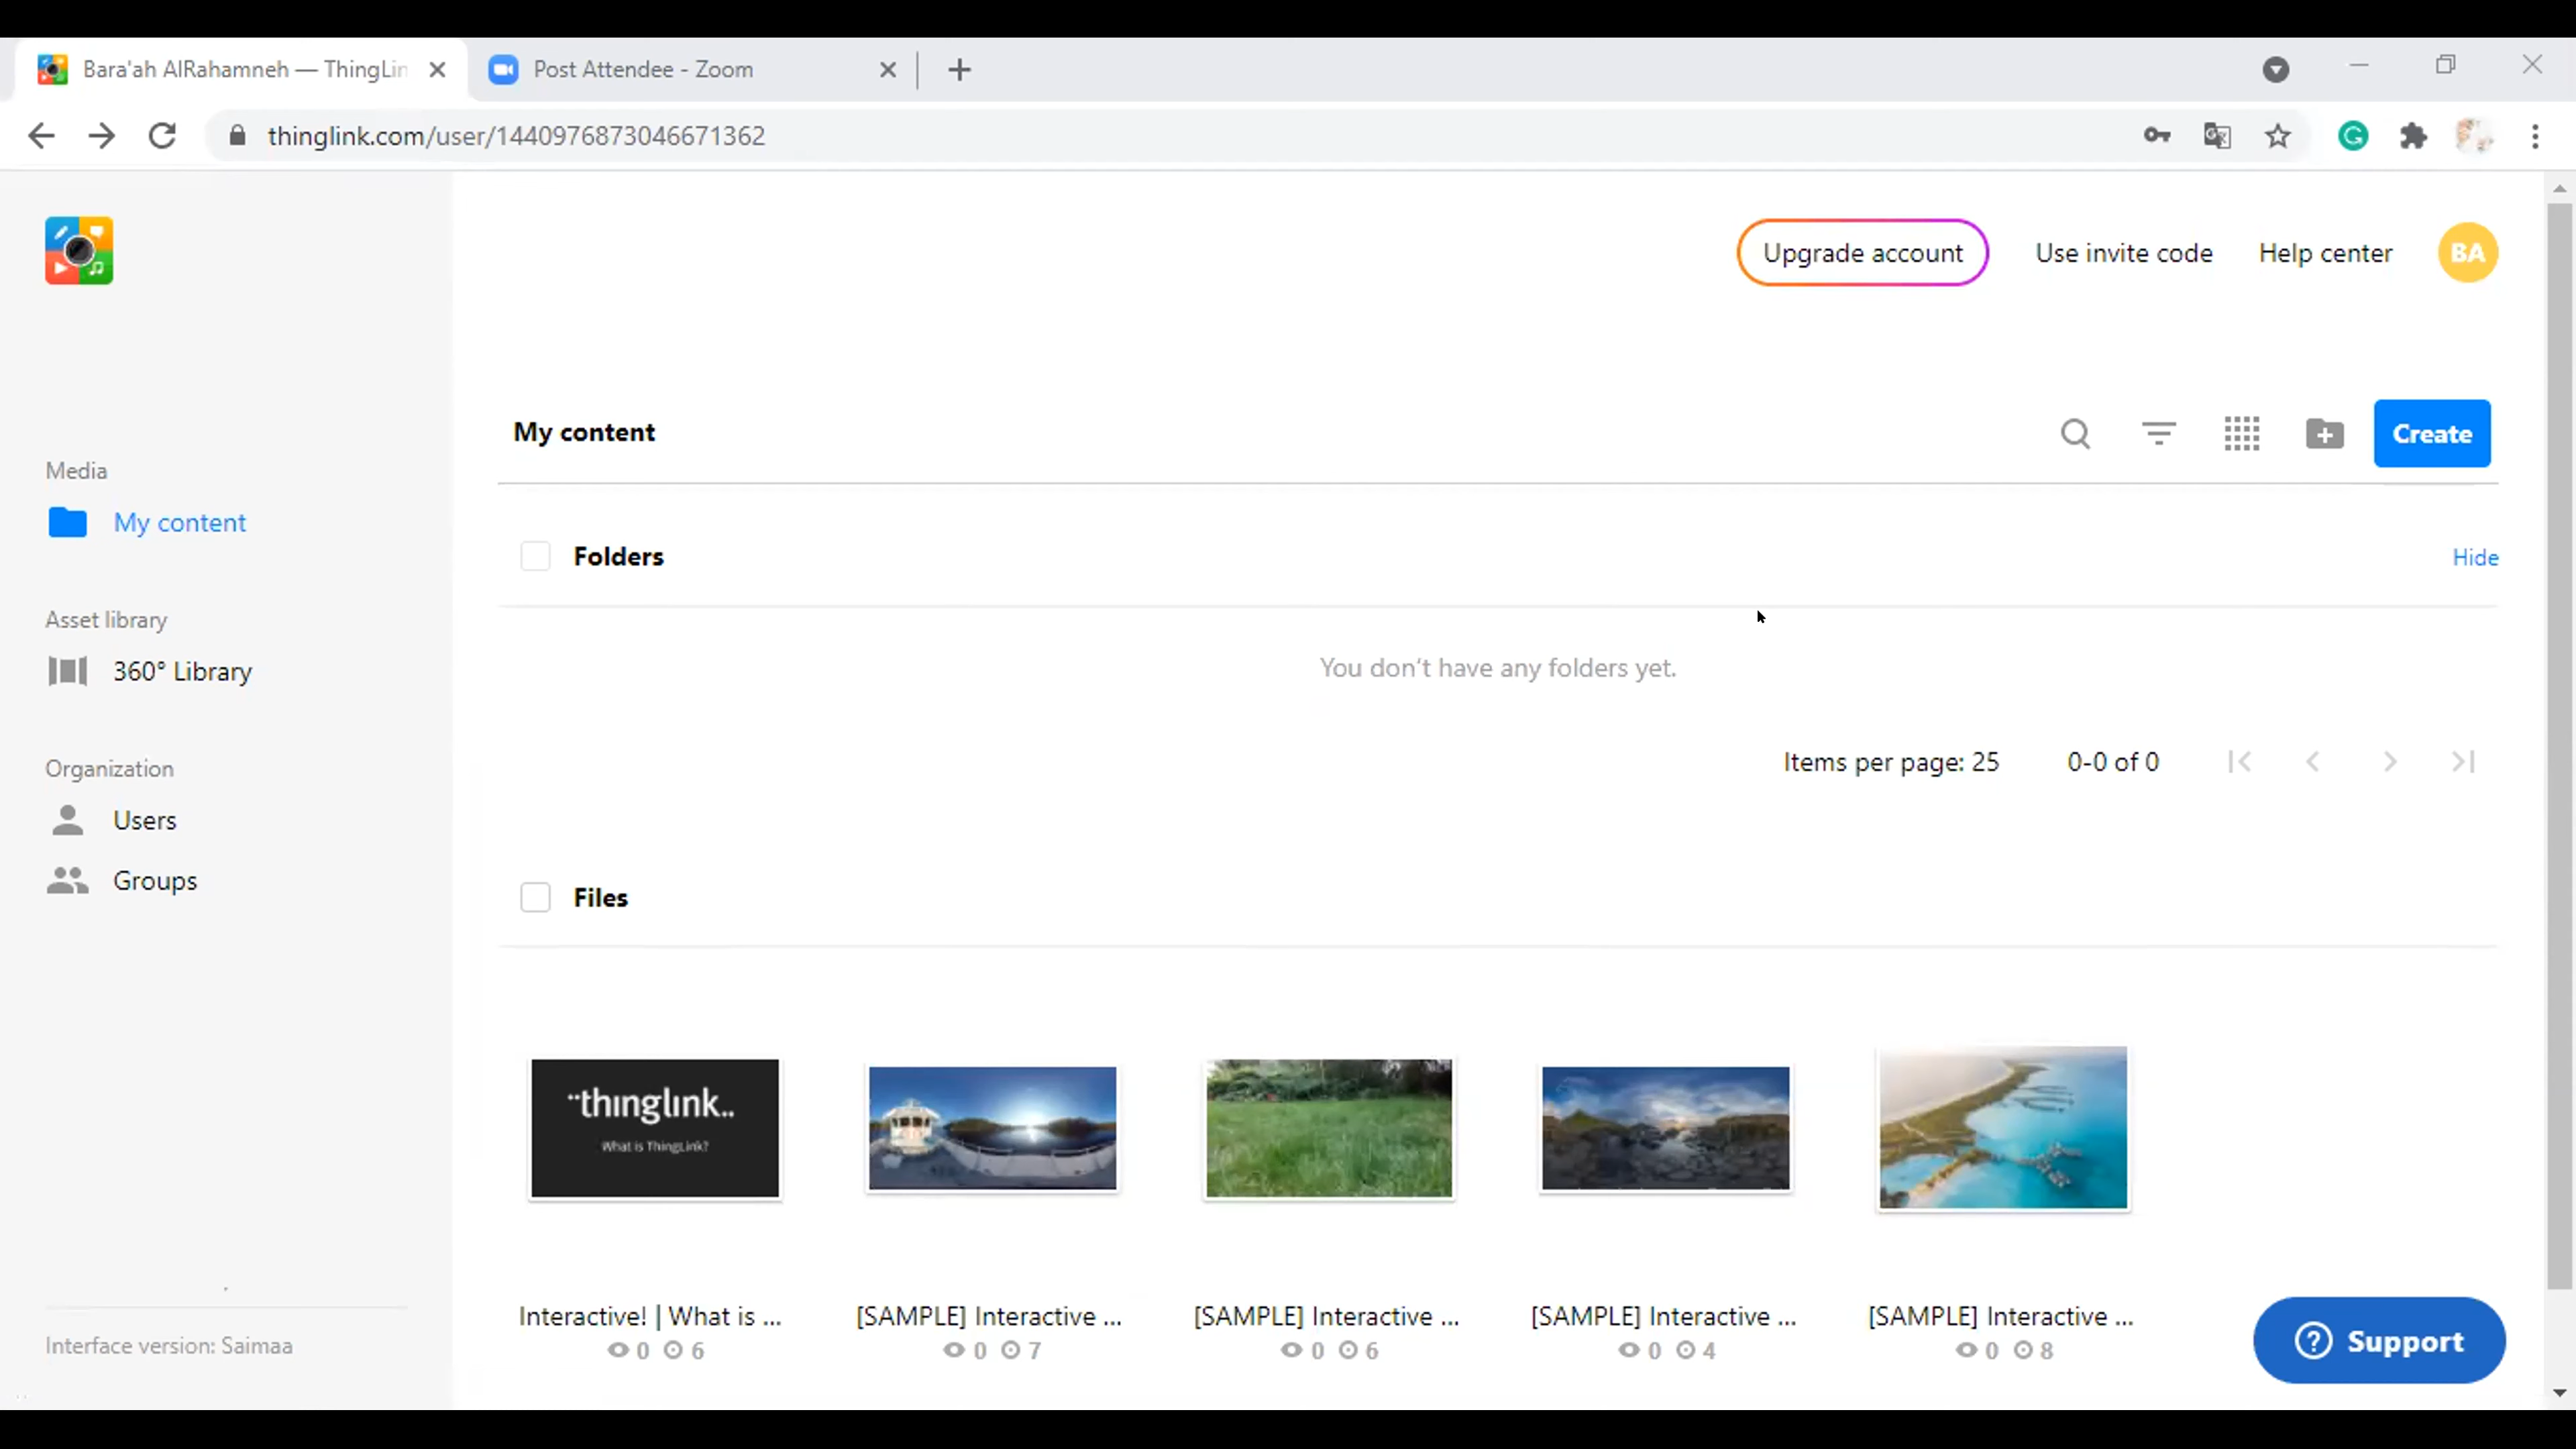 Bara'ah AlRahamneh — ThingLin
Post Attendee - Zoom
thinglink.com/user/1440976873046671362
Upgrade account
Use invite code
Help center
BA
My content
Create
Media
My content
Folders
Hide
Asset library
360° Library
You don't have any folders yet.
Items per page: 25
0-0 of 0
Organization
Users
Groups
Files
¨thinglink..
What is ThingLink?
Interactive! | What is ...
[SAMPLE] Interactive ...
[SAMPLE] Interactive ...
[SAMPLE] Interactive ...
[SAMPLE] Interactive ...
0 6
0 7
0 6
0 4
0 8
Interface version: Saimaa
Support